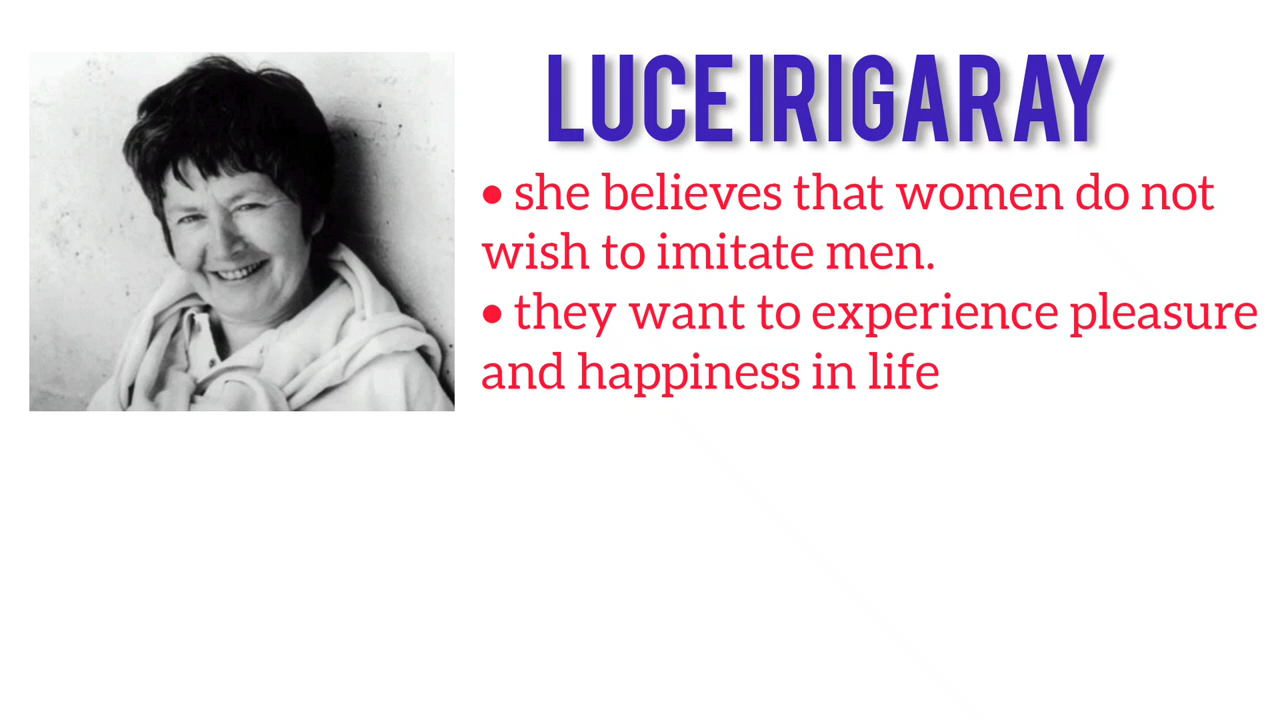 LUCE IRIGARAY
• she believes that women do not
wish to imitate men.
• they want to experience pleasure
and happiness in life